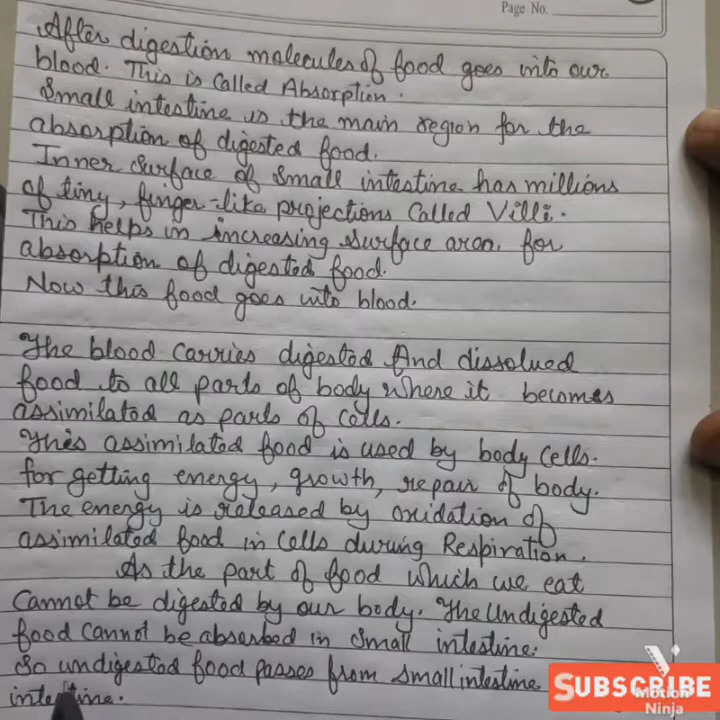 Page No.
After digestion molecules of food goes into our
blood. This is Called Absorption.
Small intestine is the main region for the
absorption of digested food.
Inner surface of small intestine has millions
of tiny, finger-like projections Called Villi.
This helps in increasing surface area for
absorption of digested food.
Now this food goes into blood.
The blood carries digested And dissolved
food to all parts of body where it becomes
assimilated as parts of cells.
This assimilated food is used by body cells.
for getting energy, growth, repair of body.
The energy is released by oxidation of
assimilated food in cells during Respiration.
As the part of food which we eat
Cannot be digested by our body. The Undigested
food Cannot be absorbed in small intestine.
So undigested food passes from small intestine
intestine.
SUBSCRIBE
Motion
Ninja